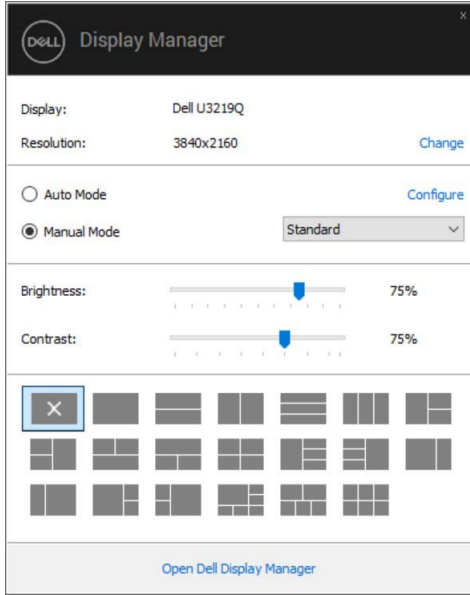 x
DELL Display Manager
Display: Dell U3219Q
Resolution: 3840x2160 Change
Auto Mode Configure
Manual Mode Standard
Brightness: 75%
Contrast: 75%
Open Dell Display Manager